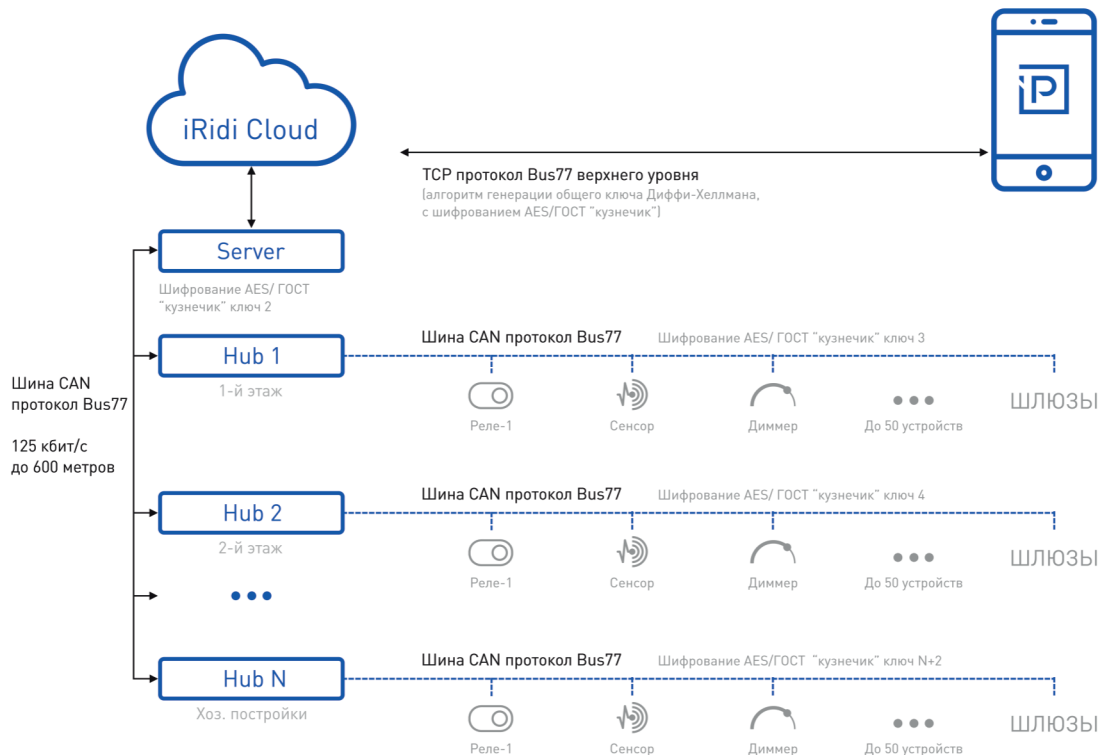 iRidi Cloud
iP
TCP протокол Bus77 верхнего уровня
(алгоритм генерации общего ключа Диффи-Хеллмана,
с шифрованием AES/ГОСТ "кузнечик")
Server
Шифрование AES/ ГОСТ
"кузнечик" ключ 2
Шина CAN
протокол Bus77
125 кбит/с
до 600 метров
Hub 1
1-й этаж
Шина CAN протокол Bus77
Шифрование AES/ ГОСТ "кузнечик" ключ 3
Реле-1
Сенсор
Диммер
До 50 устройств
ШЛЮЗЫ
Hub 2
2-й этаж
Шина CAN протокол Bus77
Шифрование AES/ ГОСТ "кузнечик" ключ 4
Реле-1
Сенсор
Диммер
До 50 устройств
ШЛЮЗЫ
Hub N
Хоз. постройки
Шина CAN протокол Bus77
Шифрование AES/ГОСТ "кузнечик" ключ N+2
Реле-1
Сенсор
Диммер
До 50 устройств
ШЛЮЗЫ